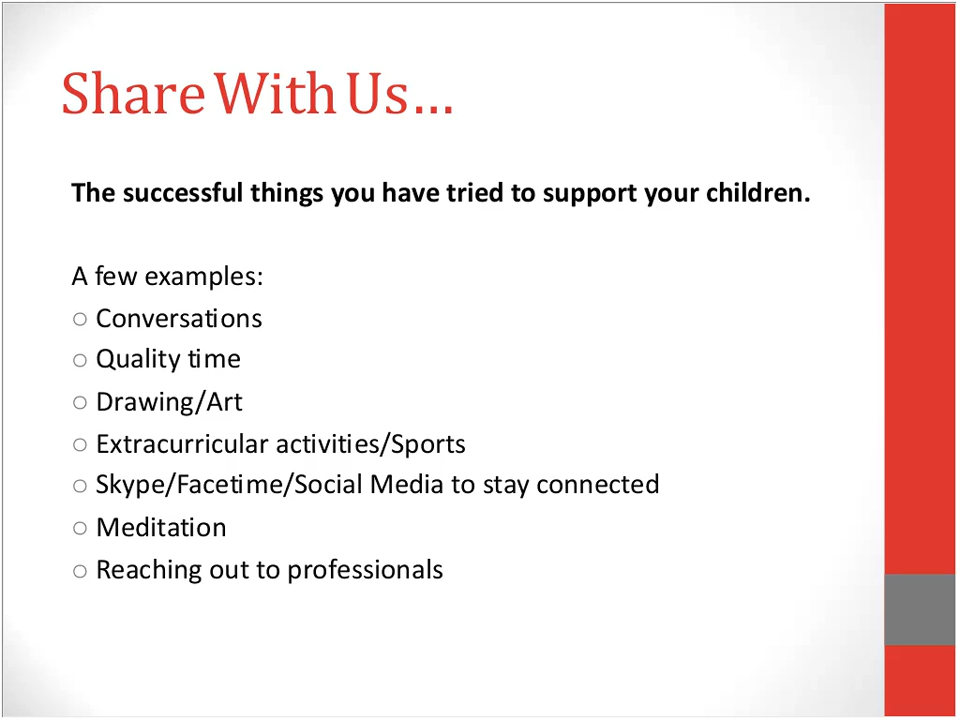 Share With Us...
The successful things you have tried to support your children.
A few examples:
○ Conversations
○ Quality time
○ Drawing/Art
○ Extracurricular activities/Sports
○ Skype/Facetime/Social Media to stay connected
○ Meditation
○ Reaching out to professionals